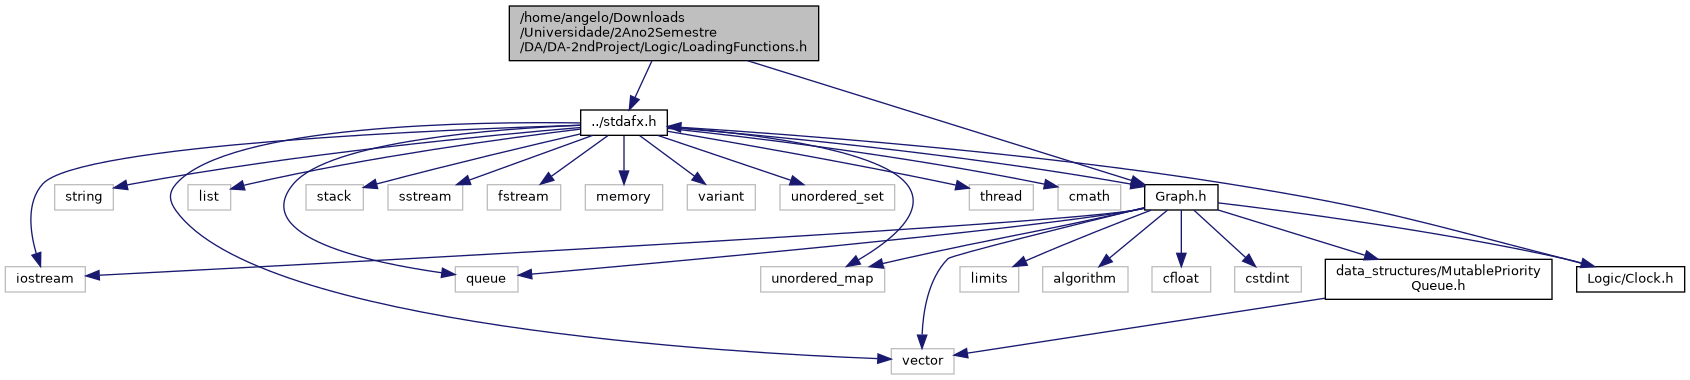 /home/angelo/Downloads
/Universidade/2Ano2Semestre
/DA/DA-2ndProject/Logic/LoadingFunctions.h
../stdafx.h
string
list
stack
sstream
fstream
memory
variant
unordered_set
thread
cmath
Graph.h
iostream
queue
unordered_map
limits
algorithm
cfloat
cstdint
data_structures/MutablePriority
Queue.h
Logic/Clock.h
vector